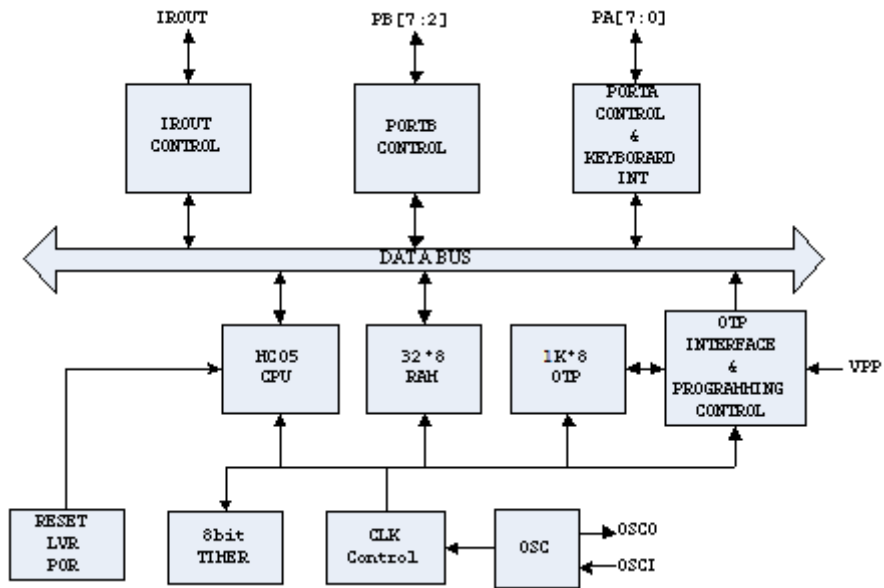 IROUT
PB[7:2]
PA[7:0]
IROUT
CONTROL
PORTB
CONTROL
PORTA
CONTROL
&
KEYBORARD
INT
DATA BUS
HC05
CPU
32*8
RAM
1K*8
OTP
OTP
INTERFACE
&
PROGRAMMING
CONTROL
VPP
RESET
LVR
POR
8bit
TIMER
CLK
Control
OSC
OSCO
OSCI